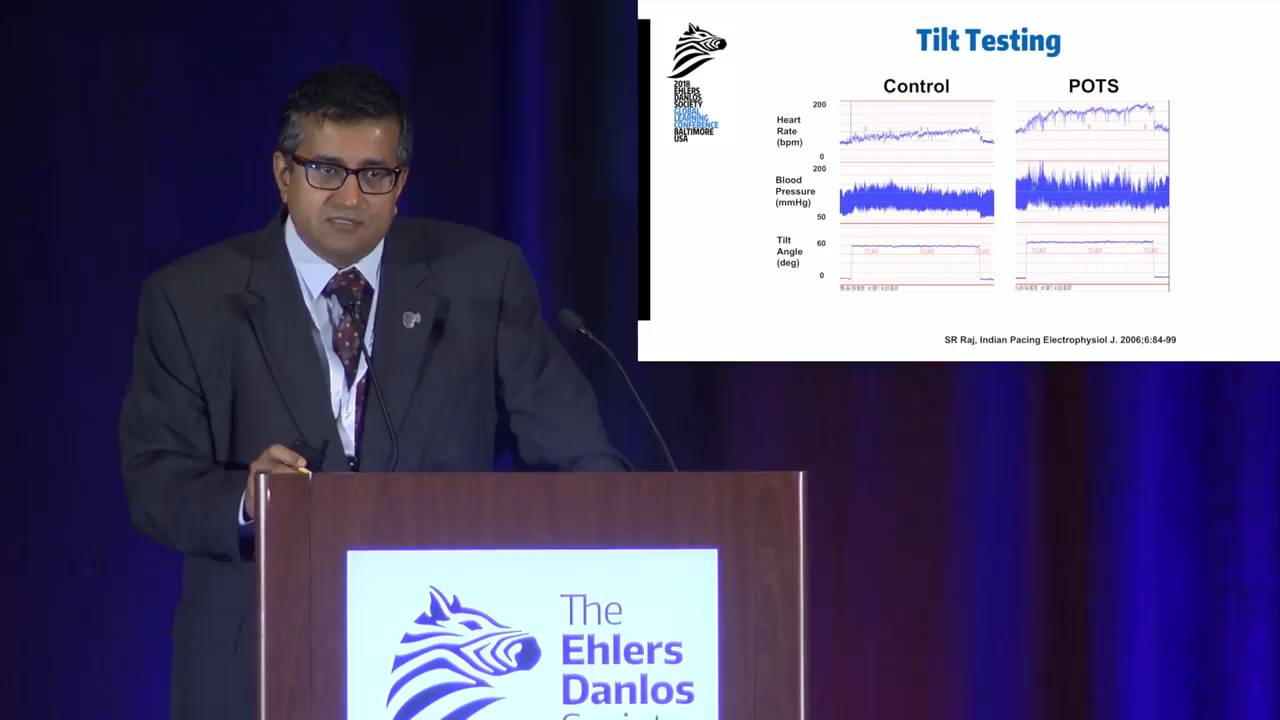 Tilt Testing
2018
EHLERS
DANLOS
SOCIETY
GLOBAL
LEARNING
CONFERENCE
BALTIMORE
USA
Control
POTS
200
Heart
Rate
(bpm)
0
200
Blood
Pressure
(mmHg)
50
Tilt
Angle
(deg)
60
0
SR Raj, Indian Pacing Electrophysiol J. 2006;6:84-99
The
Ehlers
Danlos